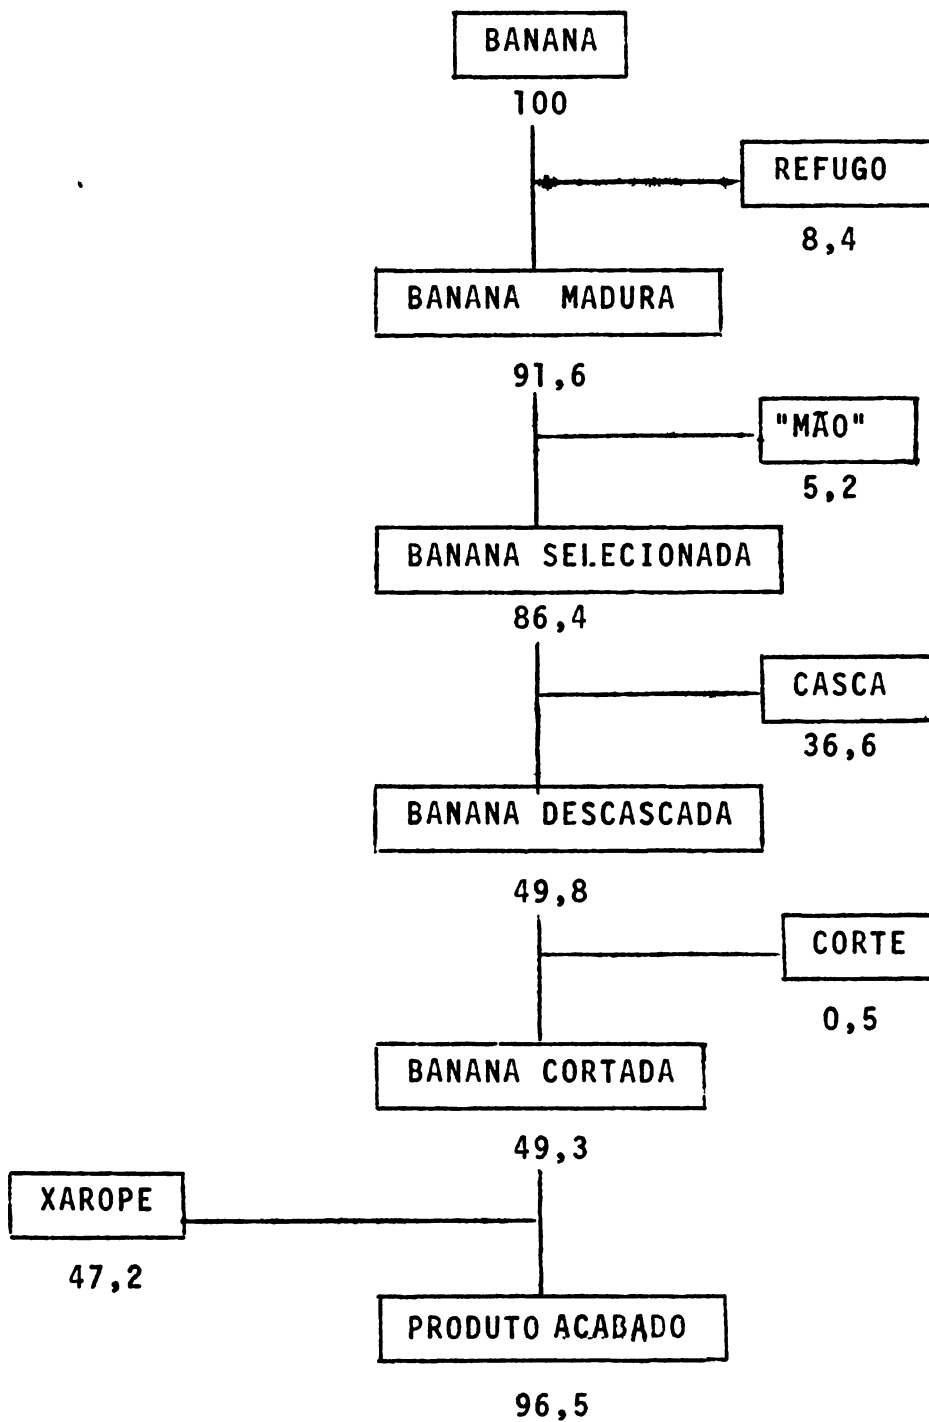 BANANA
100
REFUGO
8,4
BANANA MADURA
91,6
"MÃO"
5,2
BANANA SELECIONADA
86,4
CASCA
36,6
BANANA DESCASCADA
49,8
CORTE
0,5
BANANA CORTADA
49,3
XAROPE
47,2
PRODUTO ACABADO
96,5